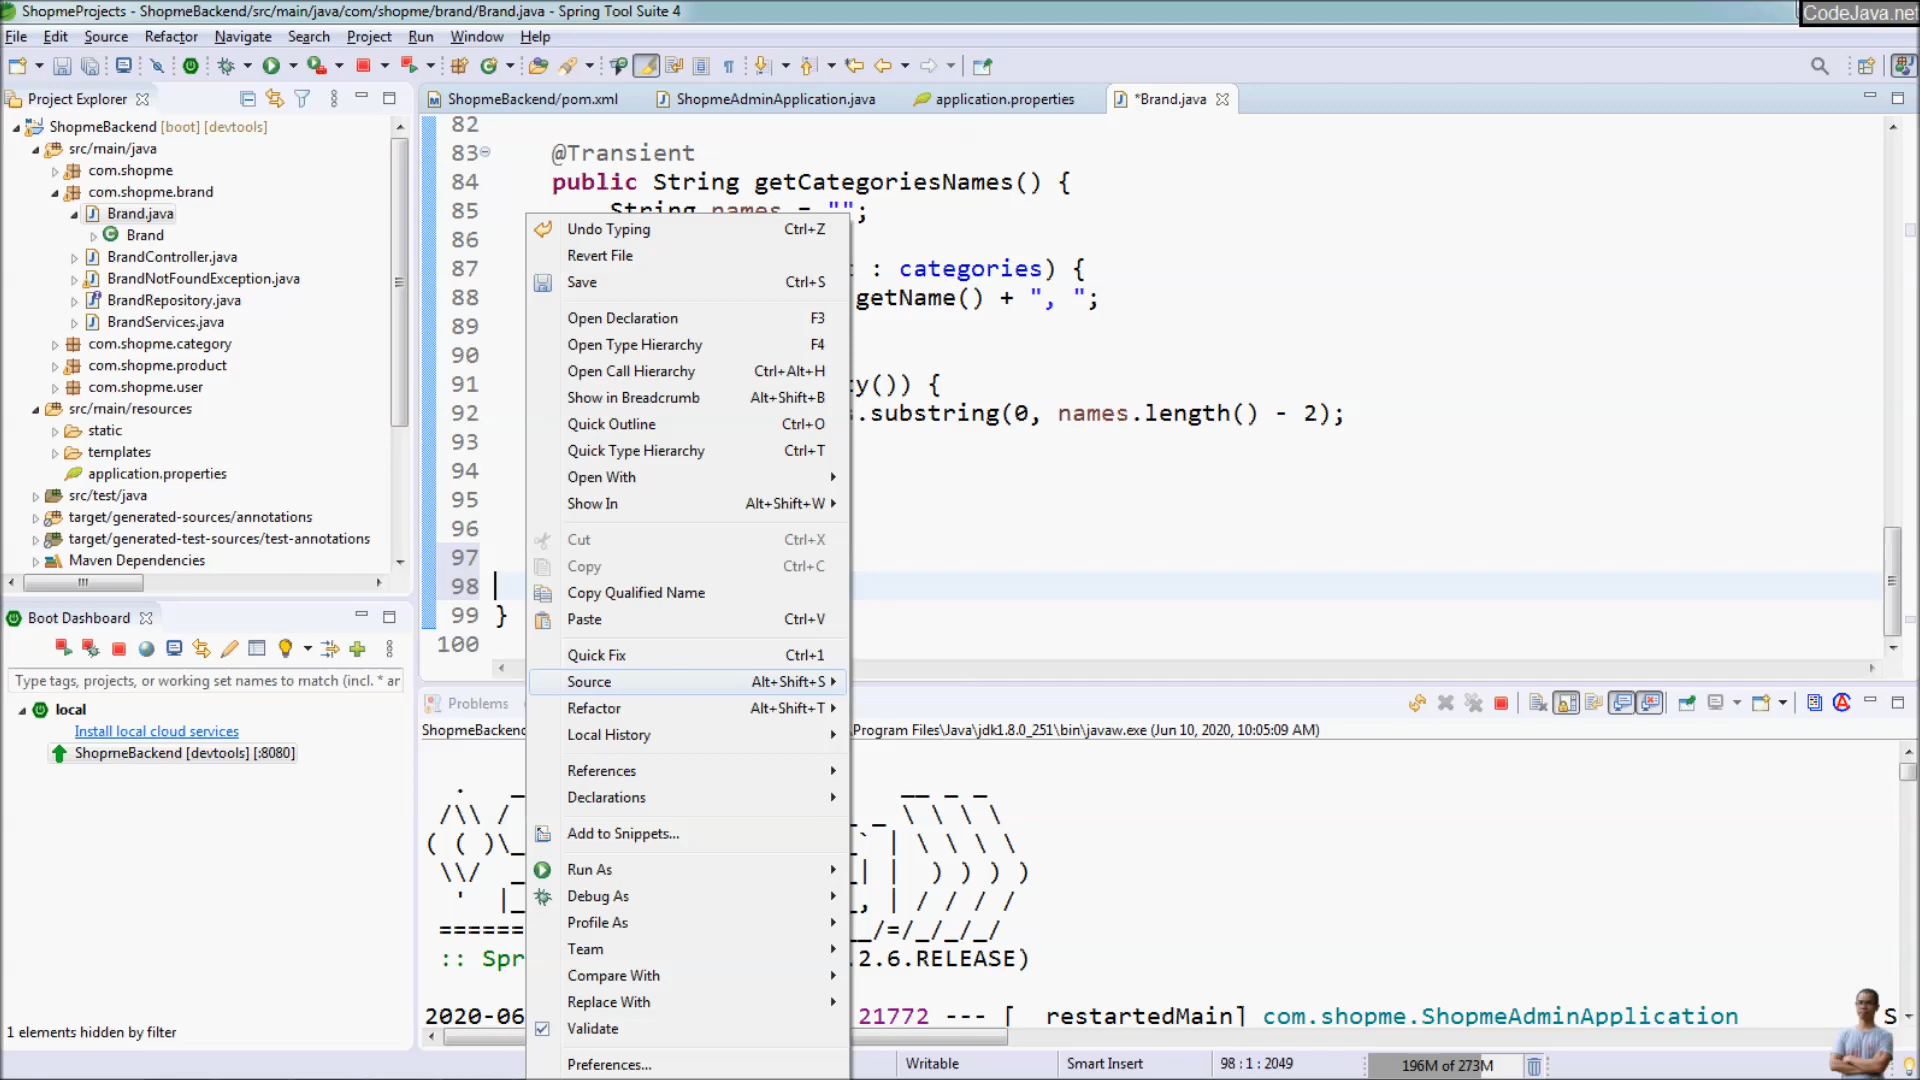 ShopmeProjects - ShopmeBackend/src/main/java/com/shopme/brand/Brand.java - Spring Tool Suite 4
CodeJava.net
File Edit Source Refactor Navigate Search Project Run Window Help
Project Explorer
ShopmeBackend/pom.xml ShopmeAdminApplication.java application.properties *Brand.java
ShopmeBackend [boot] [devtools]
src/main/java
com.shopme
com.shopme.brand
Brand.java
Brand
BrandController.java
BrandNotFoundException.java
BrandRepository.java
BrandServices.java
com.shopme.category
com.shopme.product
com.shopme.user
src/main/resources
static
templates
application.properties
src/test/java
target/generated-sources/annotations
target/generated-test-sources/test-annotations
Maven Dependencies
82
83 @Transient
84 public String getCategoriesNames() {
85 String names = "";
86
87 : categories) {
88 getName() + ", ";
89
90
91 ty()) {
92 .substring(0, names.length() - 2);
93
94
95
96
97
98
99 }
100
Undo Typing Ctrl+Z
Revert File
Save Ctrl+S
Open Declaration F3
Open Type Hierarchy F4
Open Call Hierarchy Ctrl+Alt+H
Show in Breadcrumb Alt+Shift+B
Quick Outline Ctrl+O
Quick Type Hierarchy Ctrl+T
Open With
Show In Alt+Shift+W
Cut Ctrl+X
Copy Ctrl+C
Copy Qualified Name
Paste Ctrl+V
Quick Fix Ctrl+1
Source Alt+Shift+S
Refactor Alt+Shift+T
Local History
References
Declarations
Add to Snippets...
Run As
Debug As
Profile As
Team
Compare With
Replace With
Validate
Preferences...
Boot Dashboard
Type tags, projects, or working set names to match (incl. * ar
local
Install local cloud services
ShopmeBackend [devtools] [:8080]
1 elements hidden by filter
Problems
ShopmeBackend \Program Files\Java\jdk1.8.0_251\bin\javaw.exe (Jun 10, 2020, 10:05:09 AM)
:: Spr .2.6.RELEASE)
2020-06 21772 --- [ restartedMain] com.shopme.ShopmeAdminApplication S
Writable Smart Insert 98 : 1 : 2049 196M of 273M